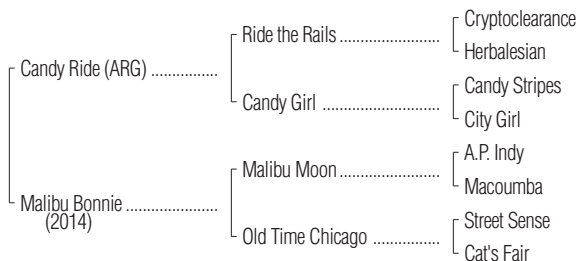 Cryptoclearance
Ride the Rails
Herbalesian
Candy Ride (ARG)
Candy Stripes
Candy Girl
City Girl
A.P. Indy
Malibu Moon
Macoumba
Malibu Bonnie
(2014)
Street Sense
Old Time Chicago
Cat's Fair